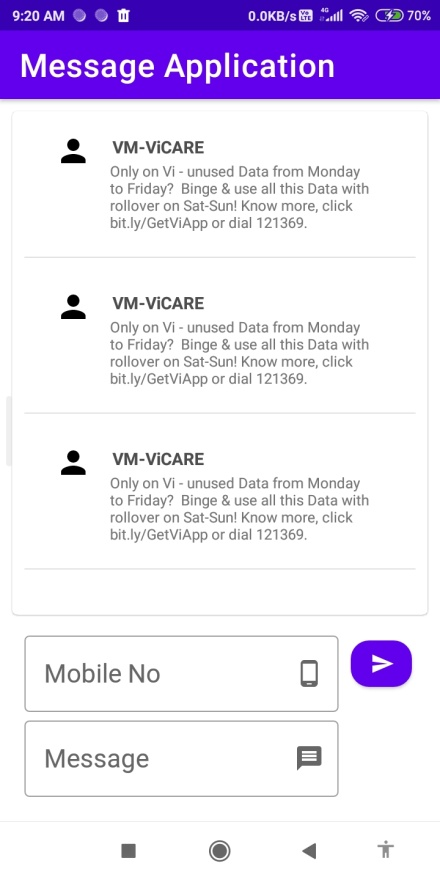 9:20 AM 0.0KB/s 4G 70%
Message Application
VM-ViCARE
Only on Vi - unused Data from Monday
to Friday?  Binge & use all this Data with
rollover on Sat-Sun! Know more, click
bit.ly/GetViApp or dial 121369.
VM-ViCARE
Only on Vi - unused Data from Monday
to Friday?  Binge & use all this Data with
rollover on Sat-Sun! Know more, click
bit.ly/GetViApp or dial 121369.
VM-ViCARE
Only on Vi - unused Data from Monday
to Friday?  Binge & use all this Data with
rollover on Sat-Sun! Know more, click
bit.ly/GetViApp or dial 121369.
Mobile No
Message